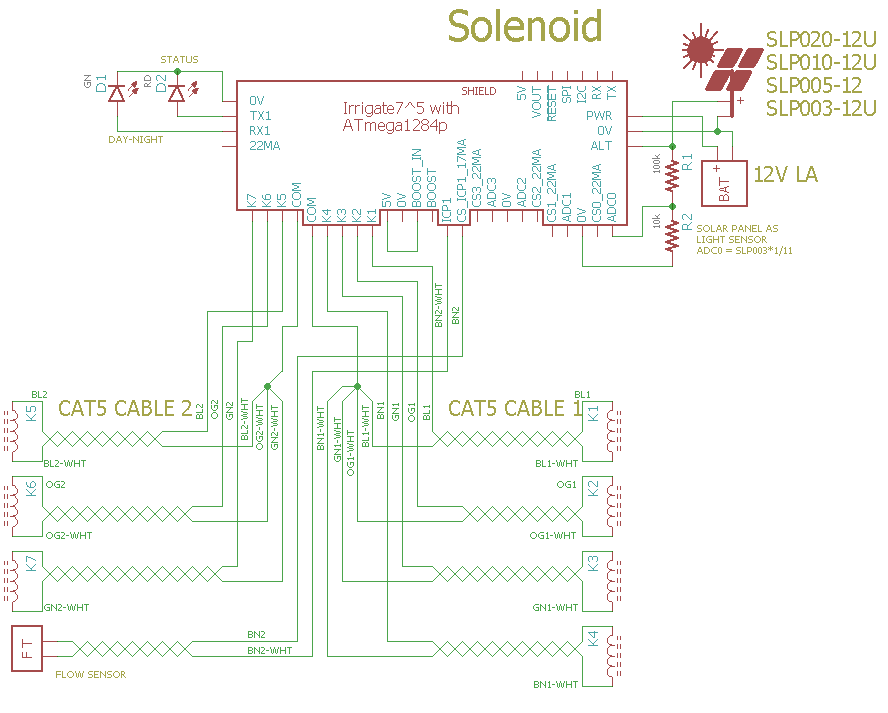 Solenoid
SLP020-12U
SLP010-12U
SLP005-12
SLP003-12U
STATUS
GN
D1
RD
D2
DAY-NIGHT
SHIELD
Irrigate7^5 with
ATmega1284p
0V
TX1
RX1
22MA
5V
VOUT
RESET
SPI
I2C
RX
TX
PWR
0V
ALT
K7
K6
K5
COM
COM
K4
K3
K2
K1
5V
0V
BOOST_IN
BOOST
ICP1
CS_ICP1_17MA
CS3_22MA
ADC3
0V
ADC2
CS2_22MA
CS1_22MA
ADC1
0V
CS0_22MA
ADC0
+
+
BAT
12V LA
100k
R1
10k
R2
SOLAR PANEL AS
LIGHT SENSOR
ADC0 = SLP003*1/11
BN2-WHT
BN2
BL2
CAT5 CABLE 2
BL2
OG2
GN2
BL2-WHT
OG2-WHT
GN2-WHT
BN1-WHT
GN1-WHT
OG1-WHT
BL1-WHT
BN1
GN1
OG1
BL1
CAT5 CABLE 1
BL1
K5
BL2-WHT
K1
BL1-WHT
K6
OG2
OG2-WHT
OG1
K2
OG1-WHT
K7
GN2-WHT
K3
GN1-WHT
FT
FLOW SENSOR
BN2
BN2-WHT
K4
BN1-WHT